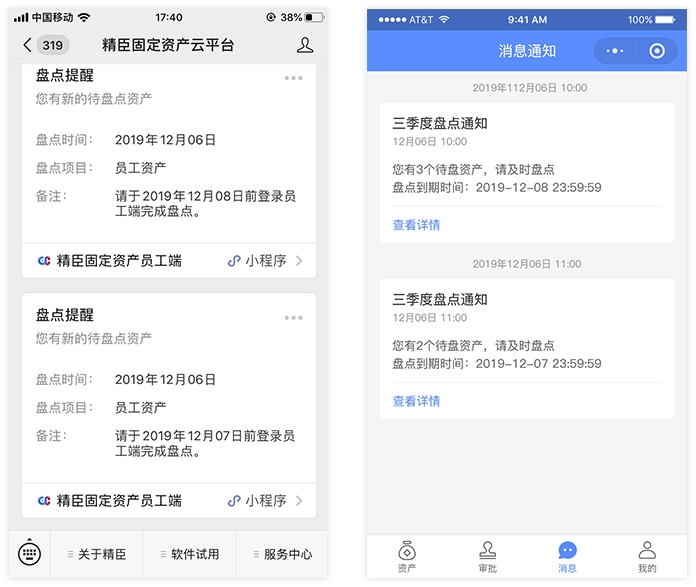 中国移动
17:40
38%
319
精臣固定资产云平台
盘点提醒
您有新的待盘点资产
盘点时间： 2019年12月06日
盘点项目： 员工资产
备注： 请于2019年12月08日前登录员
工端完成盘点。
精臣固定资产员工端
小程序
盘点提醒
您有新的待盘点资产
盘点时间： 2019年12月06日
盘点项目： 员工资产
备注： 请于2019年12月07日前登录员
工端完成盘点。
精臣固定资产员工端
小程序
关于精臣
软件试用
服务中心
AT&T
9:41 AM
100%
消息通知
2019年112月06日 10:00
三季度盘点通知
12月06日 10:00
您有3个待盘资产，请及时盘点
盘点到期时间：2019-12-08 23:59:59
查看详情
2019年12月06日 11:00
三季度盘点通知
12月06日 11:00
您有2个待盘资产，请及时盘点
盘点到期时间：2019-12-07 23:59:59
查看详情
资产
审批
消息
我的